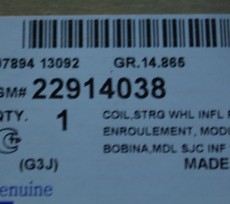 07894 13092 GR.14.865
GM# 22914038
QTY. 1 COIL,STRG WHL INFL
ENROULEMENT, MODU
BOBINA,MDL SJC INF
(G3J) MADE
enuine